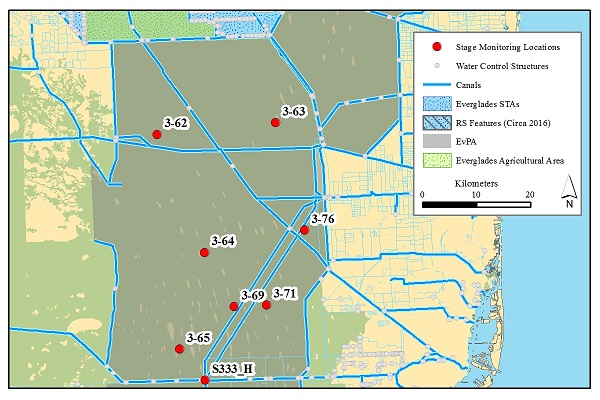 3-62
3-63
3-76
3-64
3-69
3-71
3-65
S333_H
Stage Monitoring Locations
Water Control Structures
Canals
Everglades STAs
RS Features (Circa 2016)
EvPA
Everglades Agricultural Area
Kilometers
0 10 20
N